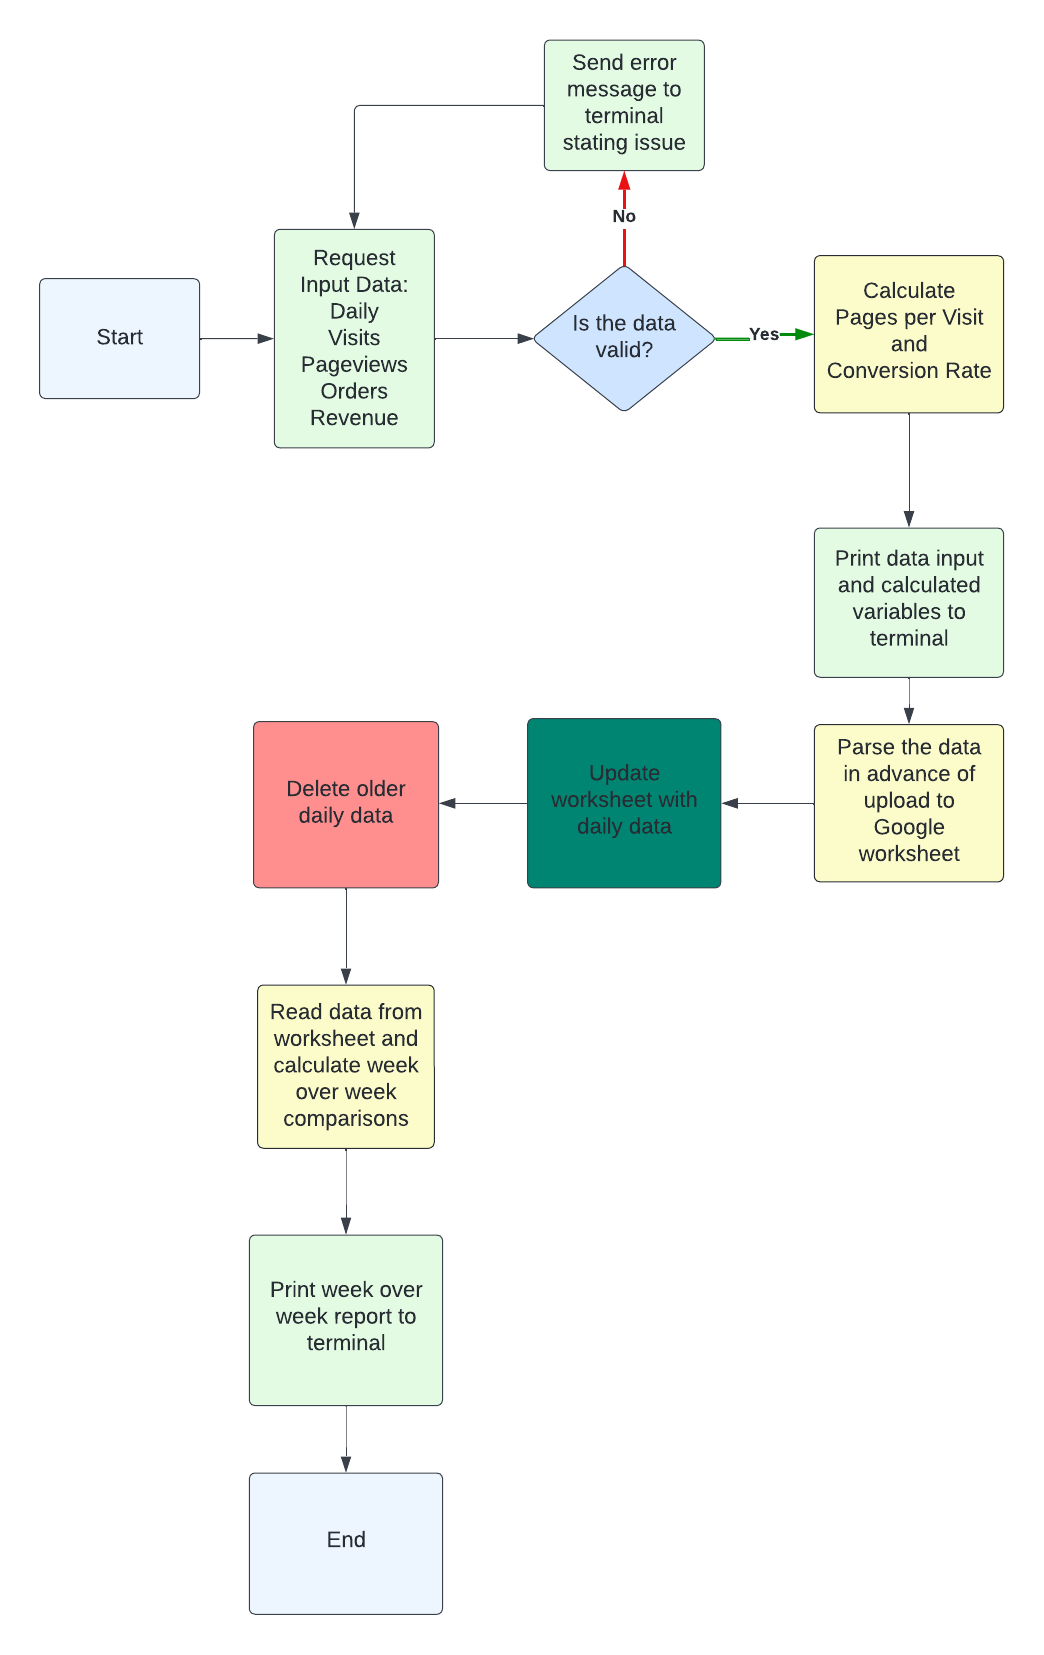 Send error
message to
terminal
stating issue
No
Start
Request
Input Data:
Daily
Visits
Pageviews
Orders
Revenue
Is the data
valid?
Yes
Calculate
Pages per Visit
and
Conversion Rate
Print data input
and calculated
variables to
terminal
Parse the data
in advance of
upload to
Google
worksheet
Update
worksheet with
daily data
Delete older
daily data
Read data from
worksheet and
calculate week
over week
comparisons
Print week over
week report to
terminal
End